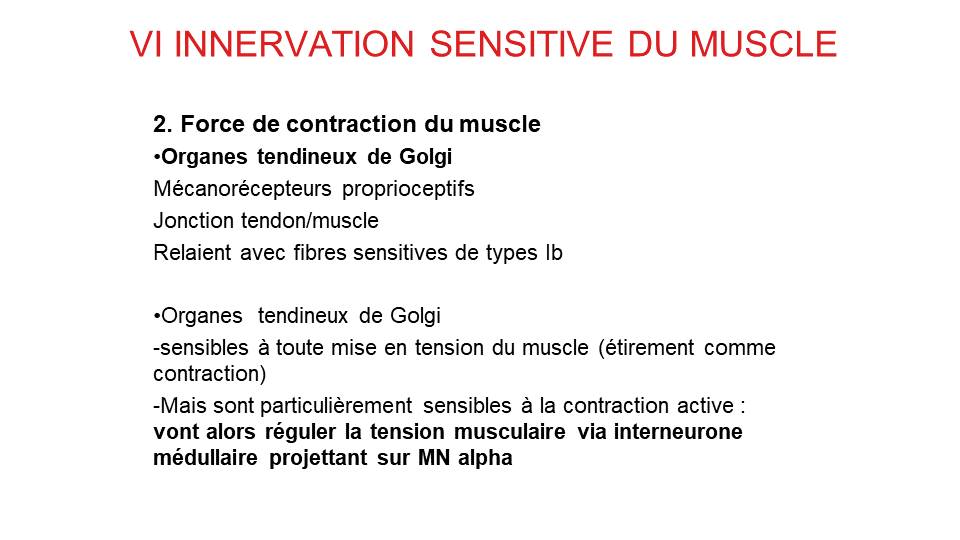 VI INNERVATION SENSITIVE DU MUSCLE
2. Force de contraction du muscle
•Organes tendineux de Golgi
Mécanorécepteurs proprioceptifs
Jonction tendon/muscle
Relaient avec fibres sensitives de types Ib
•Organes tendineux de Golgi
-sensibles à toute mise en tension du muscle (étirement comme
contraction)
-Mais sont particulièrement sensibles à la contraction active :
vont alors réguler la tension musculaire via interneurone
médullaire projettant sur MN alpha